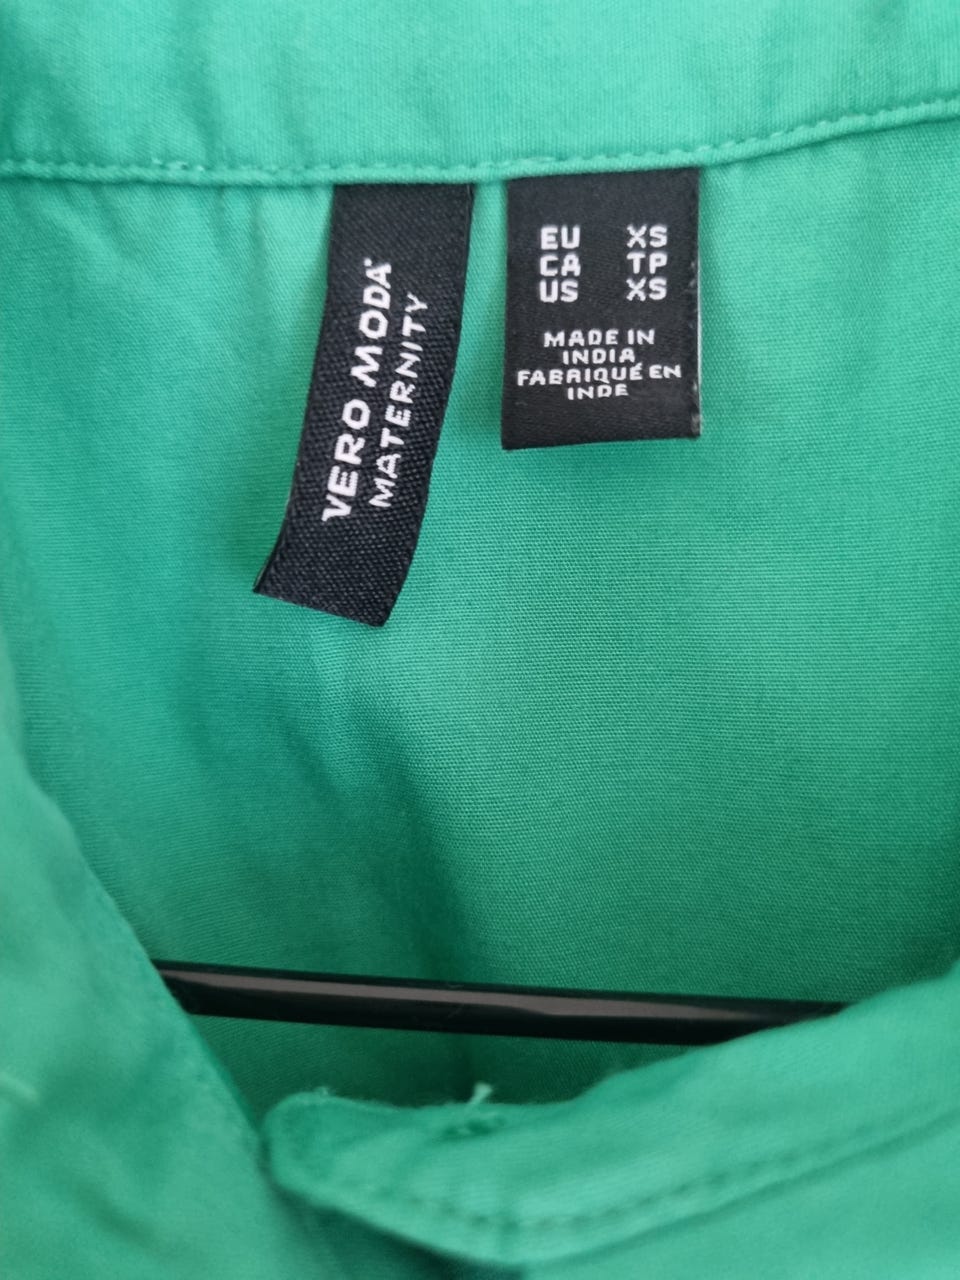 VERO MODA
MATERNITY
EU XS
CA TP
US XS
MADE IN
INDIA
FABRIQUÉ EN
INDE